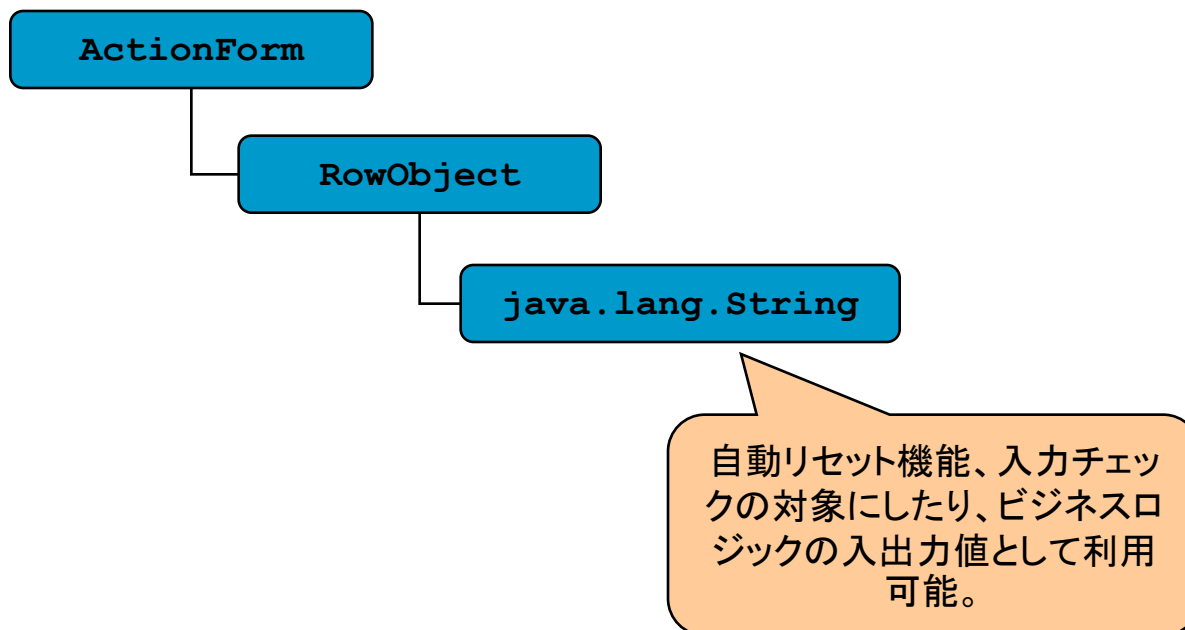 ActionForm
RowObject
java.lang.String
自動リセット機能、入力チェッ
クの対象にしたり、ビジネスロ
ジックの入出力値として利用
可能。